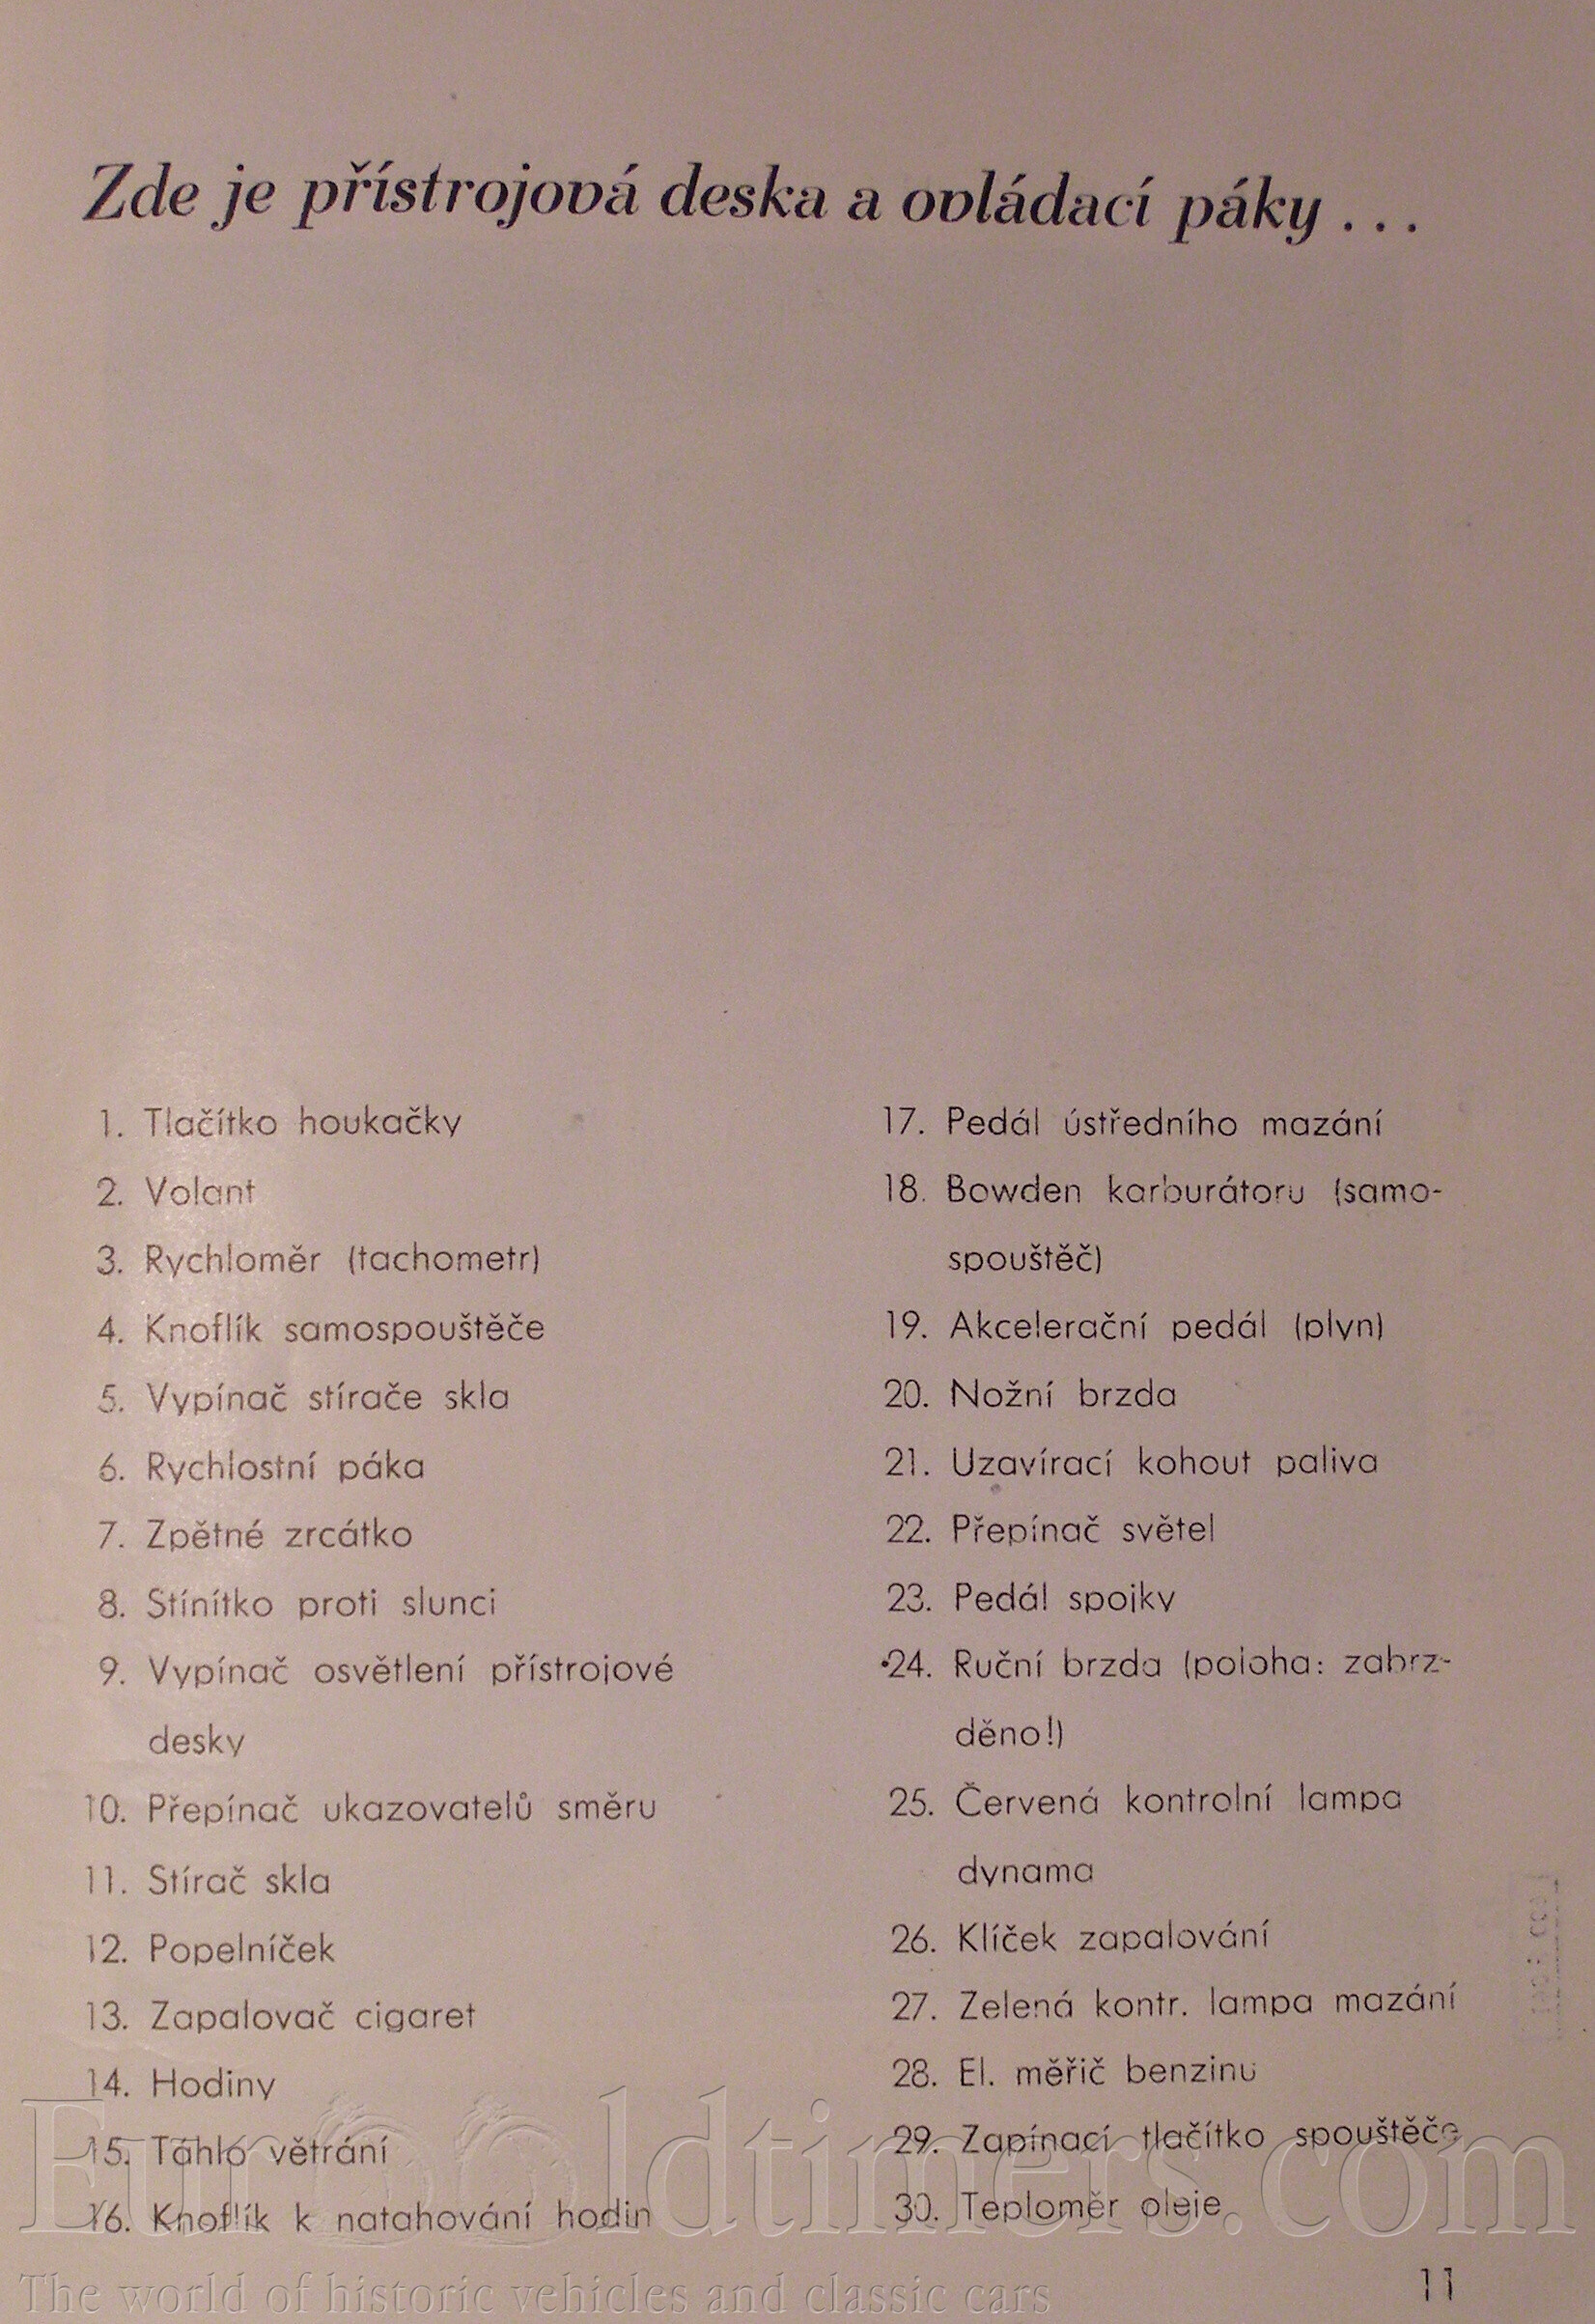 Zde je přístrojová deska a ovládací páky . . .
1. Tlačítko houkačky
2. Volant
3. Rychloměr (tachometr)
4. Knoflík samospouštěče
5. Vypínač stírače skla
6. Rychlostní páka
7. Zpětné zrcátko
8. Stínítko proti slunci
9. Vypínač osvětlení přístrojové
desky
10. Přepínač ukazovatelů směru
11. Stírač skla
12. Popelníček
13. Zapalovač cigaret
14. Hodiny
15. Táhlo větrání
16. Knoflík k natahování hodin
17. Pedál ústředního mazání
18. Bowden karburátoru (samo-
spouštěč)
19. Akcelerační pedál (plyn)
20. Nožní brzda
21. Uzavírací kohout paliva
22. Přepínač světel
23. Pedál spojky
24. Ruční brzda (poloha: zabrz-
děno!)
25. Červená kontrolní lampa
dynama
26. Klíček zapalování
27. Zelená kontr. lampa mazání
28. El. měřič benzinu
29. Zapínací tlačítko spouštěče
30. Teploměr oleje
11
EurOoldtimers.com
The world of historic vehicles and classic cars